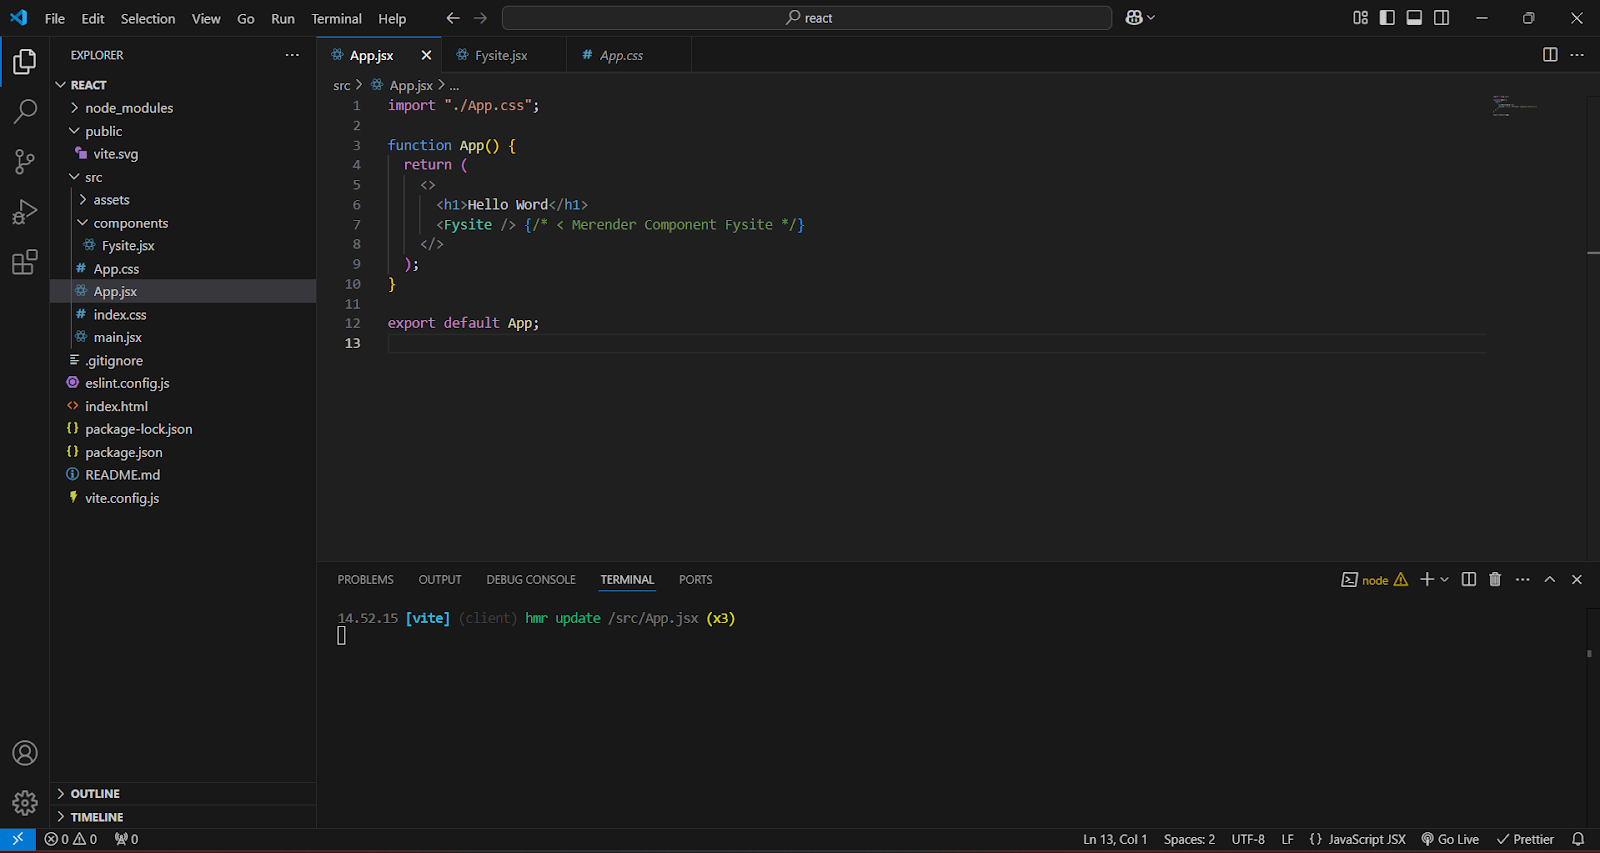 File Edit Selection View Go Run Terminal Help react
EXPLORER
REACT
node_modules
public
vite.svg
src
assets
components
Fysite.jsx
# App.css
App.jsx
# index.css
main.jsx
.gitignore
eslint.config.js
<> index.html
{} package-lock.json
{} package.json
README.md
vite.config.js
OUTLINE
TIMELINE
App.jsx Fysite.jsx # App.css
src > App.jsx > ...
1 import "./App.css";
2
3 function App() {
4 return (
5 <>
6 <h1>Hello Word</h1>
7 <Fysite /> {/* < Merender Component Fysite */}
8 </>
9 );
10 }
11
12 export default App;
13
PROBLEMS OUTPUT DEBUG CONSOLE TERMINAL PORTS node
14.52.15 [vite] (client) hmr update /src/App.jsx (x3)
0 0 0 Ln 13, Col 1 Spaces: 2 UTF-8 LF {} JavaScript JSX Go Live Prettier